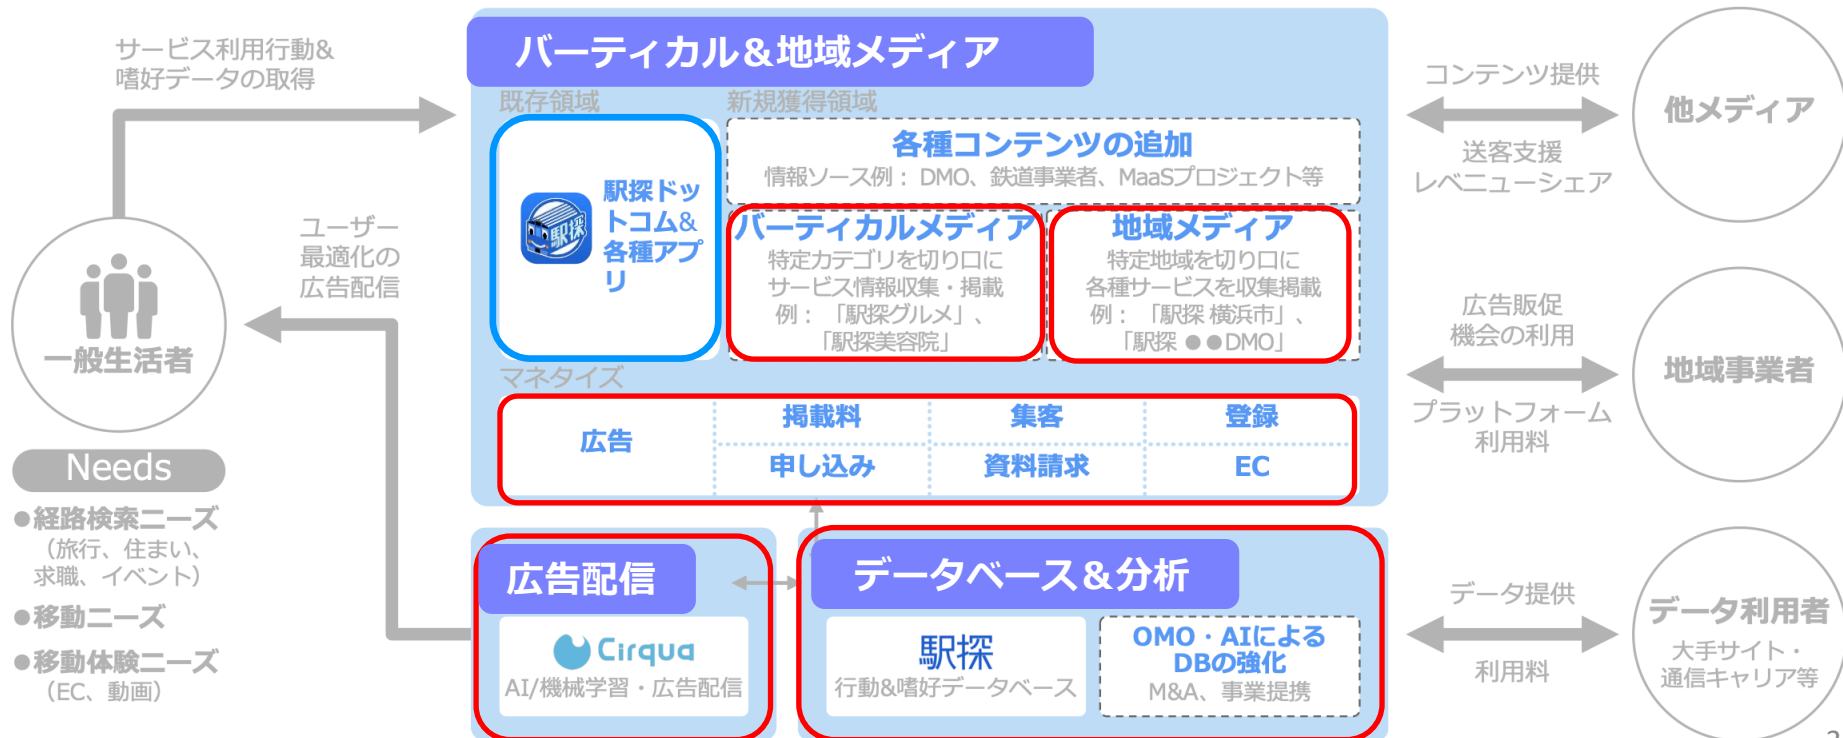 サービス利用行動&
嗜好データの取得
バーティカル&地域メディア
既存領域
新規獲得領域
駅探
駅探ドッ
トコム&
各種アプ
リ
各種コンテンツの追加
情報ソース例： DMO、鉄道事業者、MaaSプロジェクト等
バーティカルメディア
特定カテゴリを切り口に
サービス情報収集・掲載
例： 「駅探グルメ」、
「駅探美容院」
地域メディア
特定地域を切り口に
各種サービスを収集掲載
例： 「駅探 横浜市」、
「駅探 ●●DMO」
マネタイズ
広告
掲載料
集客
登録
申し込み
資料請求
EC
ユーザー
最適化の
広告配信
一般生活者
Needs
●経路検索ニーズ
（旅行、住まい、
求職、イベント）
●移動ニーズ
●移動体験ニーズ
（EC、動画）
広告配信
Cirqua
AI/機械学習・広告配信
データベース&分析
駅探
行動&嗜好データベース
OMO・AIによる
DBの強化
M&A、事業提携
コンテンツ提供
送客支援
レベニューシェア
他メディア
広告販促
機会の利用
プラットフォーム
利用料
地域事業者
データ提供
利用料
データ利用者
大手サイト・
通信キャリア等